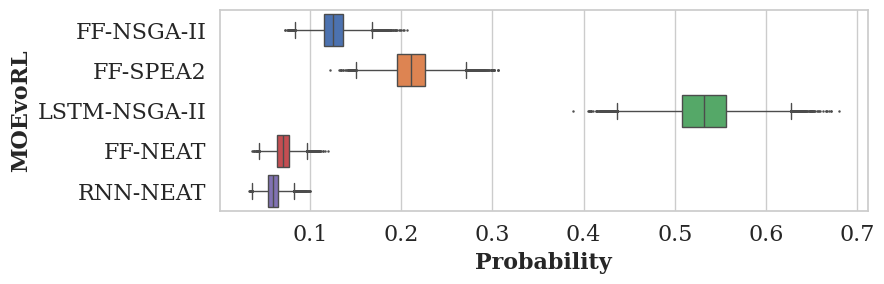 MOEvoRL
FF-NSGA-II
FF-SPEA2
LSTM-NSGA-II
FF-NEAT
RNN-NEAT
0.1 0.2 0.3 0.4 0.5 0.6 0.7
Probability